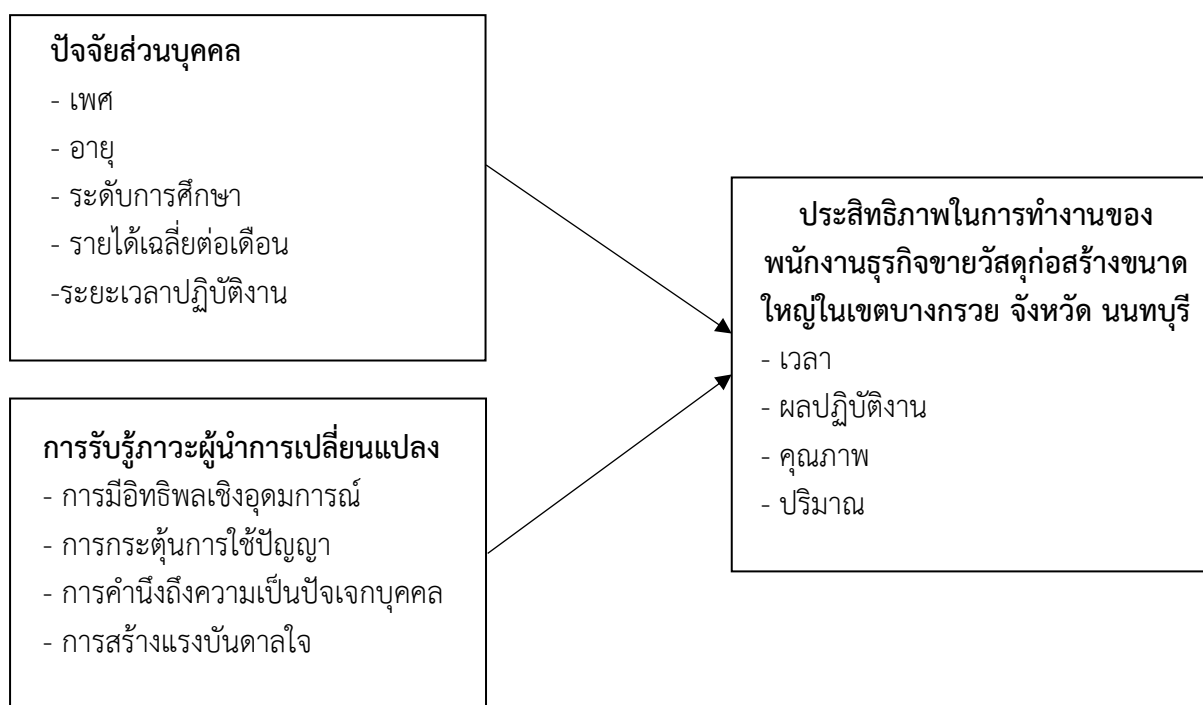 ปัจจัยส่วนบุคคล
- เพศ
- อายุ
- ระดับการศึกษา
- รายได้เฉลี่ยต่อเดือน
-ระยะเวลาปฏิบัติงาน
การรับรู้ภาวะผู้นำการเปลี่ยนแปลง
- การมีอิทธิพลเชิงอุดมการณ์
- การกระตุ้นการใช้ปัญญา
- การคำนึงถึงความเป็นปัจเจกบุคคล
- การสร้างแรงบันดาลใจ
ประสิทธิภาพในการทำงานของ
พนักงานธุรกิจขายวัสดุก่อสร้างขนาด
ใหญ่ในเขตบางกรวย จังหวัด นนทบุรี
- เวลา
- ผลปฏิบัติงาน
- คุณภาพ
- ปริมาณ